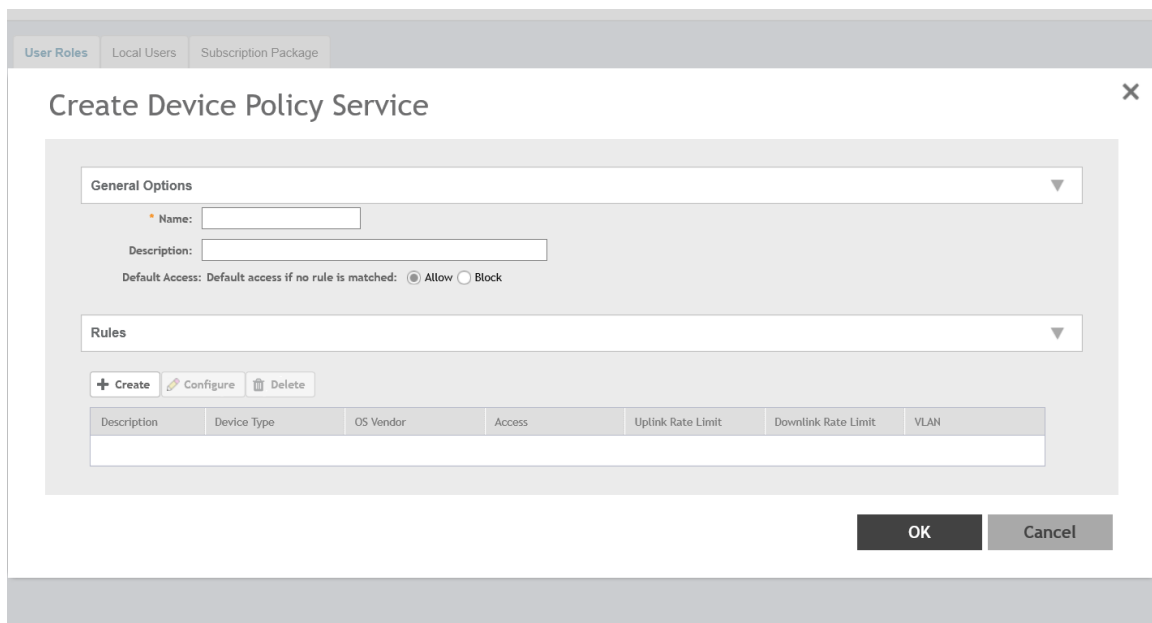 User Roles Local Users Subscription Package
Create Device Policy Service
General Options
* Name:
Description:
Default Access: Default access if no rule is matched: Allow Block
Rules
Create Configure Delete
Description Device Type OS Vendor Access Uplink Rate Limit Downlink Rate Limit VLAN
OK Cancel